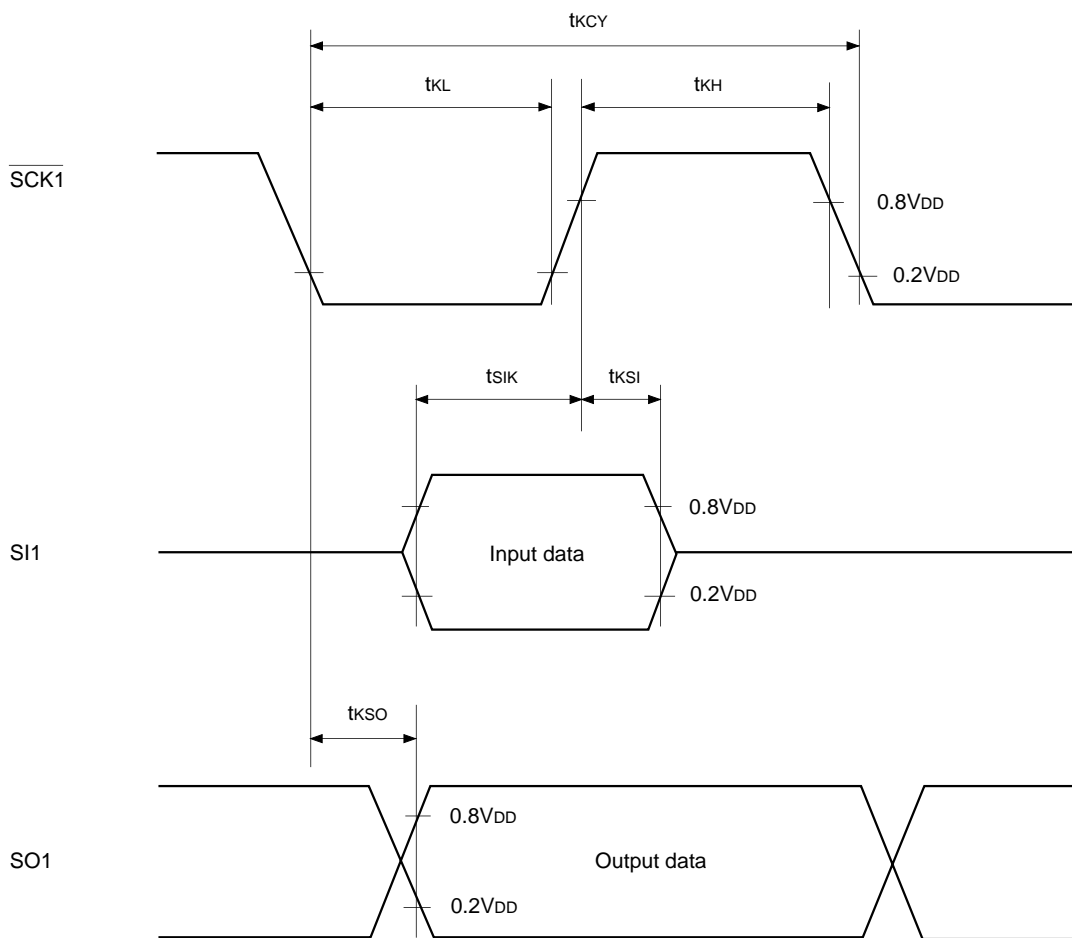 tKCY
tKL
tKH
SCK1
0.8VDD
0.2VDD
tSIK
tKSI
0.8VDD
SI1
Input data
0.2VDD
tKSO
0.8VDD
SO1
Output data
0.2VDD